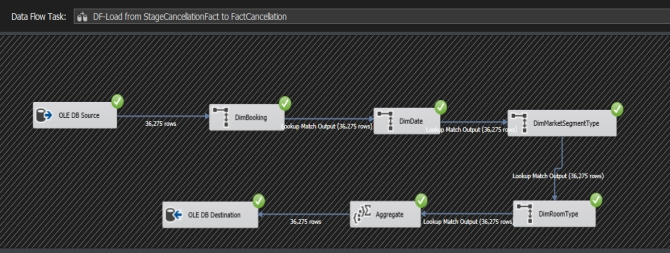 Data Flow Task: DF-Load from StageCancellationFact to FactCancellation
OLE DB Source
36,275 rows
DimBooking
Lookup Match Output (36,275 rows)
DimDate
Lookup Match Output (36,275 rows)
DimMarketSegmentType
Lookup Match Output (36,275 rows)
DimRoomType
Lookup Match Output (36,275 rows)
Aggregate
36,275 rows
OLE DB Destination